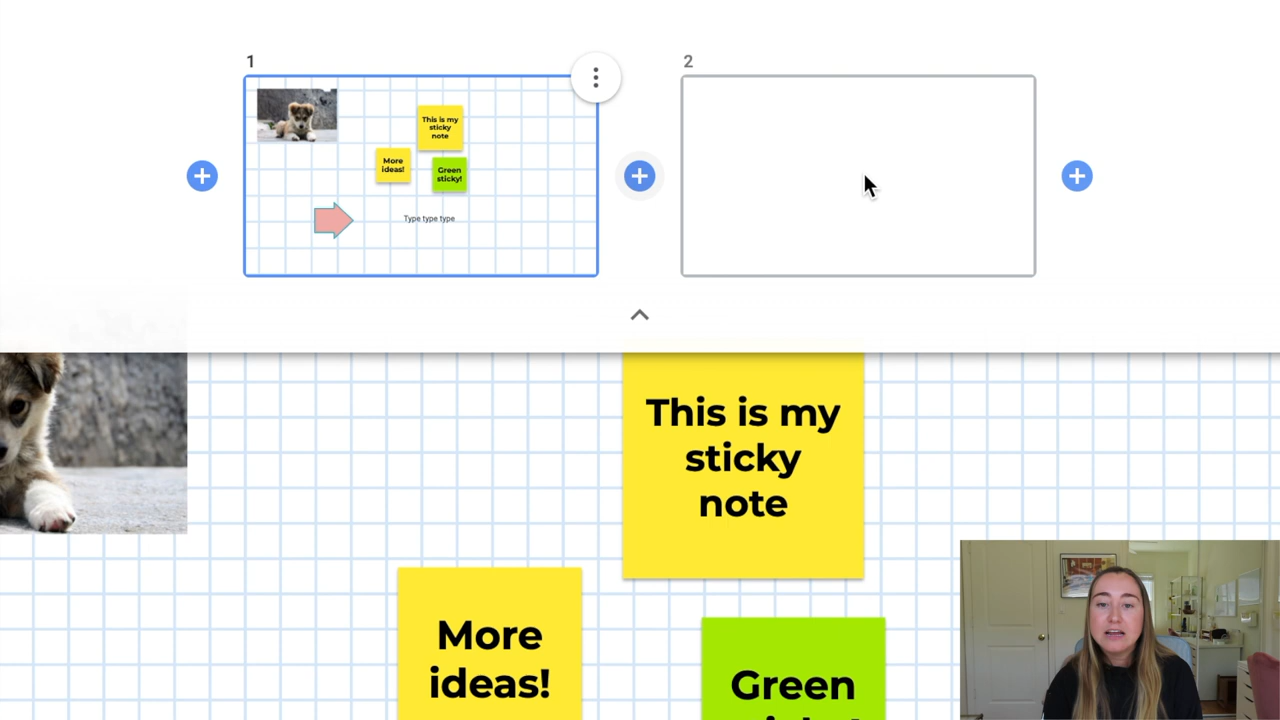 1
2
This is my
sticky
note
More
ideas!
Green
sticky!
Type type type
This is my
sticky
note
More
ideas!
Green